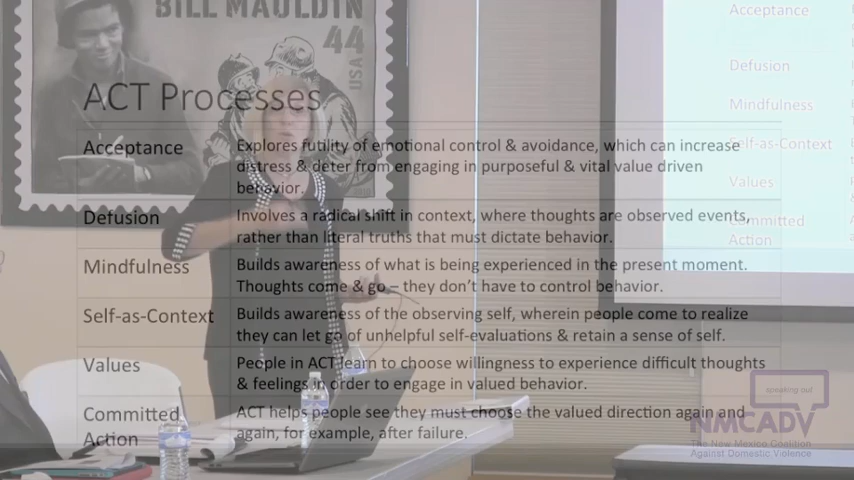 BILL MAULDIN
44
USA
ACT Processes
Acceptance
Explores futility of emotional control & avoidance, which can increase
distress & deter from engaging in purposeful & vital value driven
behavior.
Defusion
Involves a radical shift in context, where thoughts are observed events,
rather than literal truths that must dictate behavior.
Mindfulness
Builds awareness of what is being experienced in the present moment.
Thoughts come & go – they don't have to control behavior.
Self-as-Context
Builds awareness of the observing self, wherein people come to realize
they can let go of unhelpful self-evaluations & retain a sense of self.
Values
People in ACT learn to choose willingness to experience difficult thoughts
& feelings in order to engage in valued behavior.
Committed
Action
ACT helps people see they must choose the valued direction again and
again, for example, after failure.
Acceptance
Defusion
Mindfulness
Self-as-Context
Values
Committed
Action
speaking out
NMCADV
The New Mexico Coalition
Against Domestic Violence